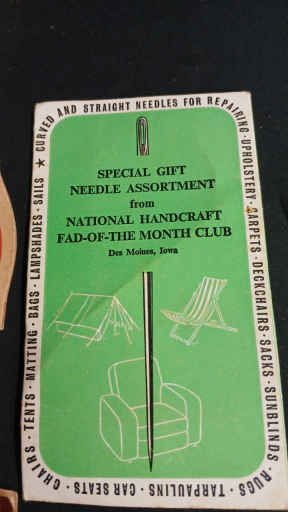 ★ CURVED AND STRAIGHT NEEDLES FOR REPAIRING · UPHOLSTERY · CARPETS · DECKCHAIRS · SACKS · SUNBLINDS · RUGS · TARPAULINS · CAR SEATS · CHAIRS · TENTS · MATTING · BAGS · LAMPSHADES · SAILS
SPECIAL GIFT
NEEDLE ASSORTMENT
from
NATIONAL HANDCRAFT
FAD-OF-THE MONTH CLUB
Des Moines, Iowa